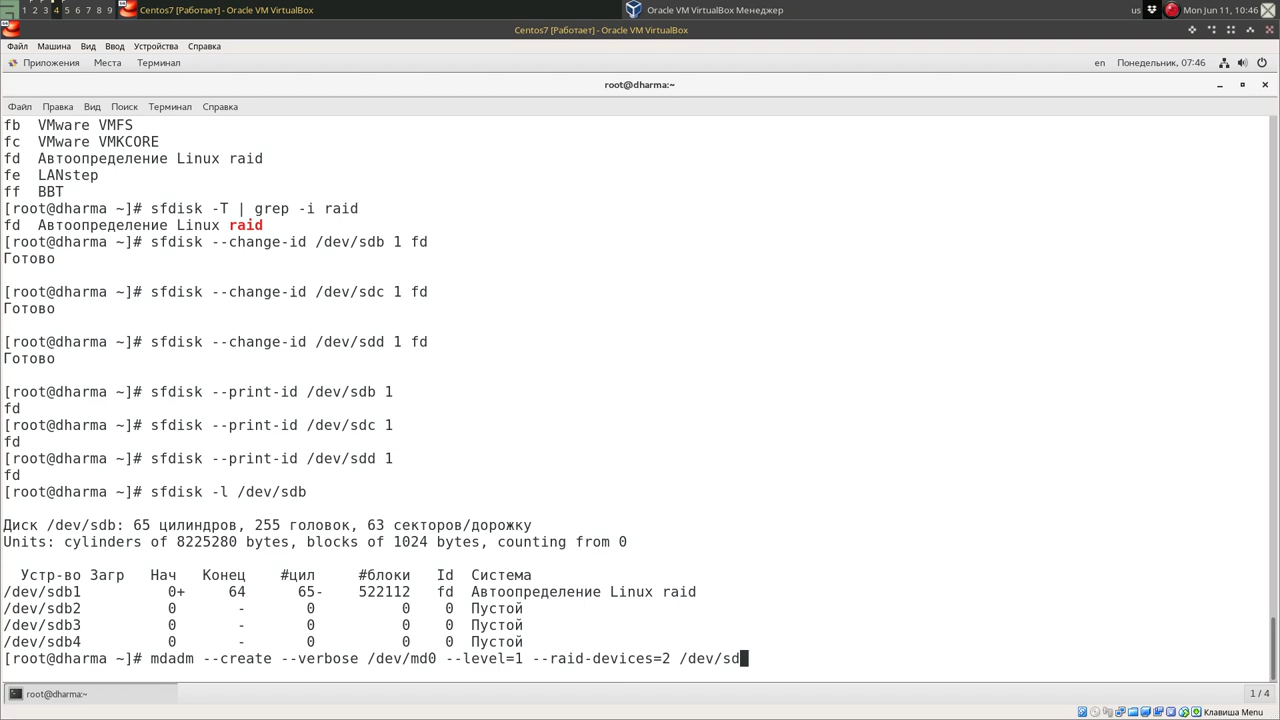 1 2 3 4 5 6 7 8 9 Centos7 [Работает] - Oracle VM VirtualBox Oracle VM VirtualBox Менеджер us Mon Jun 11, 10:46
Centos7 [Работает] - Oracle VM VirtualBox
Файл Машина Вид Ввод Устройства Справка
Приложения Места Терминал en Понедельник, 07:46
root@dharma:~
Файл Правка Вид Поиск Терминал Справка
fb VMware VMFS
fc VMware VMKCORE
fd Автоопределение Linux raid
fe LANstep
ff BBT
[root@dharma ~]# sfdisk -T | grep -i raid
fd Автоопределение Linux raid
[root@dharma ~]# sfdisk --change-id /dev/sdb 1 fd
Готово
[root@dharma ~]# sfdisk --change-id /dev/sdc 1 fd
Готово
[root@dharma ~]# sfdisk --change-id /dev/sdd 1 fd
Готово
[root@dharma ~]# sfdisk --print-id /dev/sdb 1
fd
[root@dharma ~]# sfdisk --print-id /dev/sdc 1
fd
[root@dharma ~]# sfdisk --print-id /dev/sdd 1
fd
[root@dharma ~]# sfdisk -l /dev/sdb
Диск /dev/sdb: 65 цилиндров, 255 головок, 63 секторов/дорожку
Units: cylinders of 8225280 bytes, blocks of 1024 bytes, counting from 0
Устр-во Загр Нач Конец #цил #блоки Id Система
/dev/sdb1 0+ 64 65- 522112 fd Автоопределение Linux raid
/dev/sdb2 0 - 0 0 0 Пустой
/dev/sdb3 0 - 0 0 0 Пустой
/dev/sdb4 0 - 0 0 0 Пустой
[root@dharma ~]# mdadm --create --verbose /dev/md0 --level=1 --raid-devices=2 /dev/sd
root@dharma:~ 1 / 4
Клавиша Menu